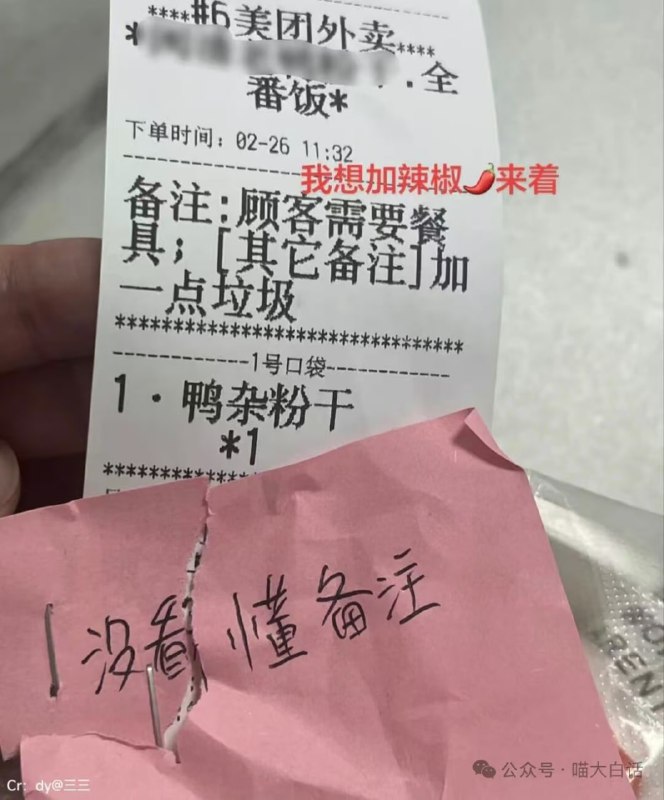 ****#6美团外卖****
.全
番饭*
下单时间：02-26 11:32
我想加辣椒🌶️来着
备注:顾客需要餐
具；[其它备注]加
一点垃圾
******************************
-------------1号口袋-------------
1·鸭杂粉干
*1
没看懂备注
Cr：dy@三三
公众号·喵大白话